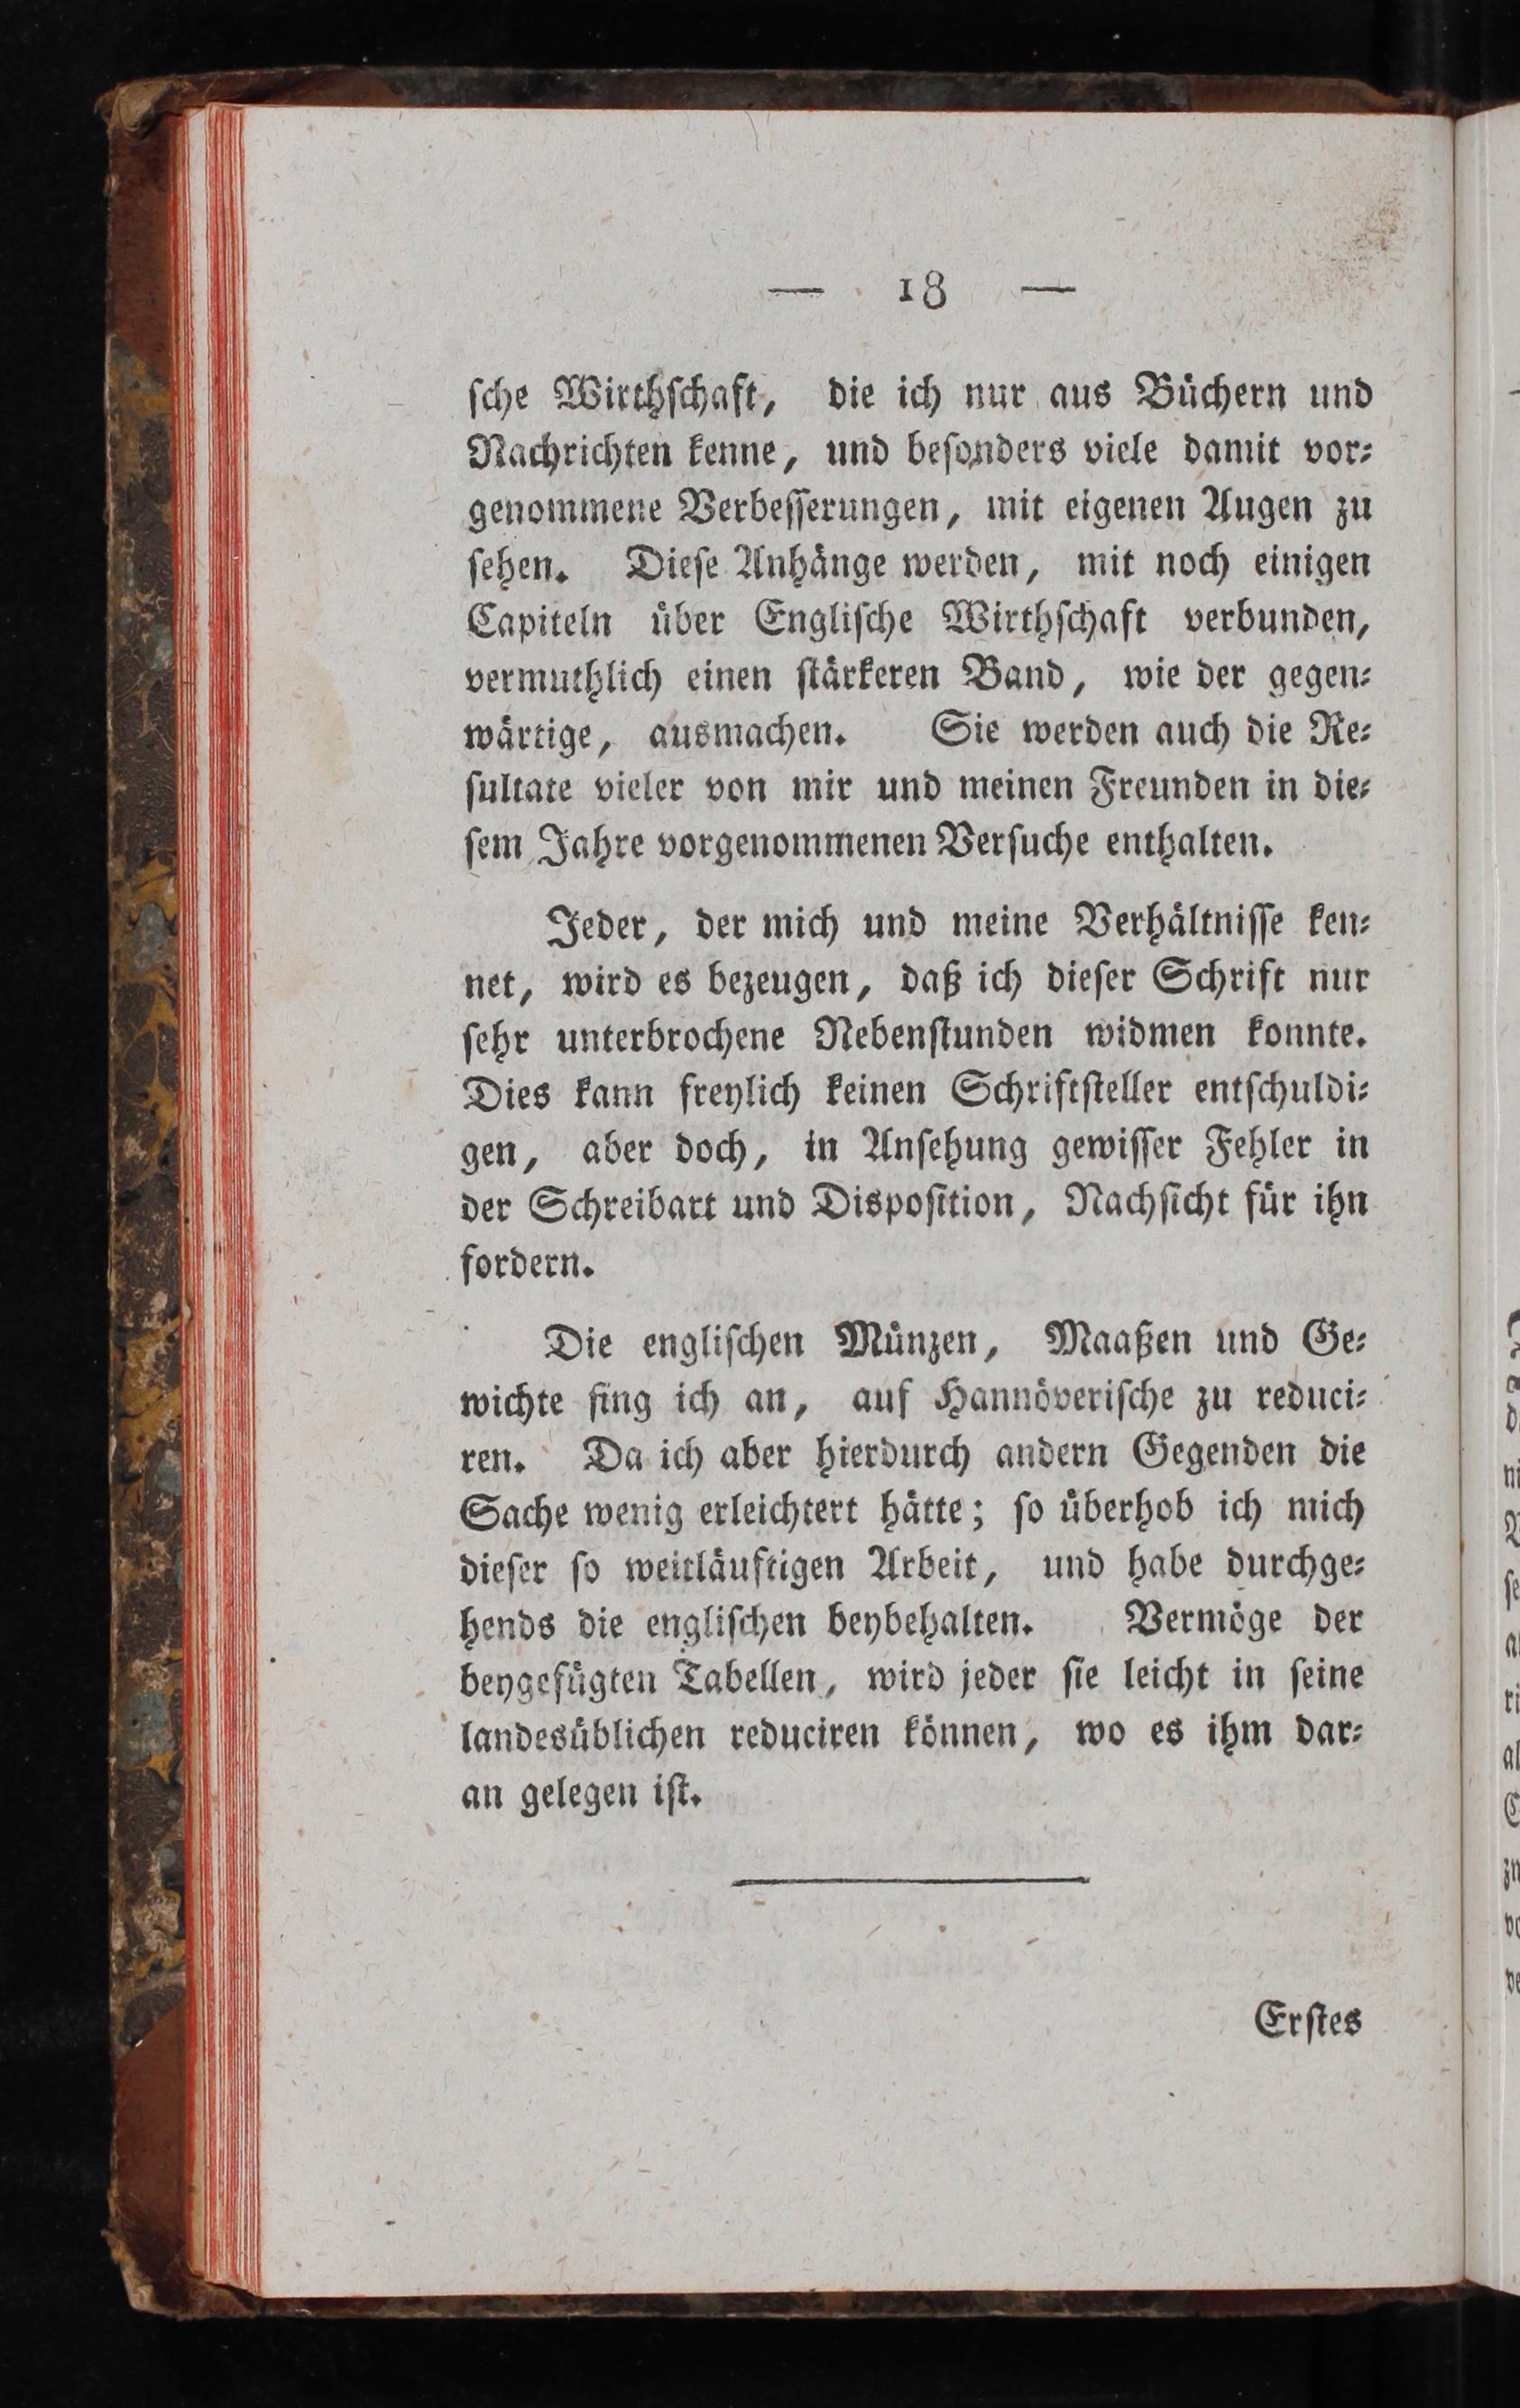 — 18 —
ſche Wirthſchaft, die ich nur aus Büchern und
Nachrichten kenne, und beſonders viele damit vor⸗
genommene Verbeſſerungen, mit eigenen Augen zu
ſehen. Dieſe Anhänge werden, mit noch einigen
Capiteln über Engliſche Wirthſchaft verbunden,
vermuthlich einen ſtärkeren Band, wie der gegen⸗
wärtige, ausmachen. Sie werden auch die Re⸗
ſultate vieler von mir und meinen Freunden in die⸗
ſem Jahre vorgenommenen Verſuche enthalten.
Jeder, der mich und meine Verhältniſſe ken⸗
net, wird es bezeugen, daß ich dieſer Schrift nur
ſehr unterbrochene Nebenſtunden widmen konnte.
Dies kann freylich keinen Schriftſteller entſchuldi⸗
gen, aber doch, in Anſehung gewiſſer Fehler in
der Schreibart und Dispoſition, Nachſicht für ihn
fordern.
Die engliſchen Münzen, Maaßen und Ge⸗
wichte fing ich an, auf Hannöveriſche zu reduci⸗
ren. Da ich aber hierdurch andern Gegenden die
Sache wenig erleichtert hätte; ſo überhob ich mich
dieſer ſo weitläuftigen Arbeit, und habe durchge⸗
hends die engliſchen beybehalten. Vermöge der
beygefügten Tabellen, wird jeder ſie leicht in ſeine
landesüblichen reduciren können, wo es ihm dar⸗
an gelegen iſt.
Erſtes